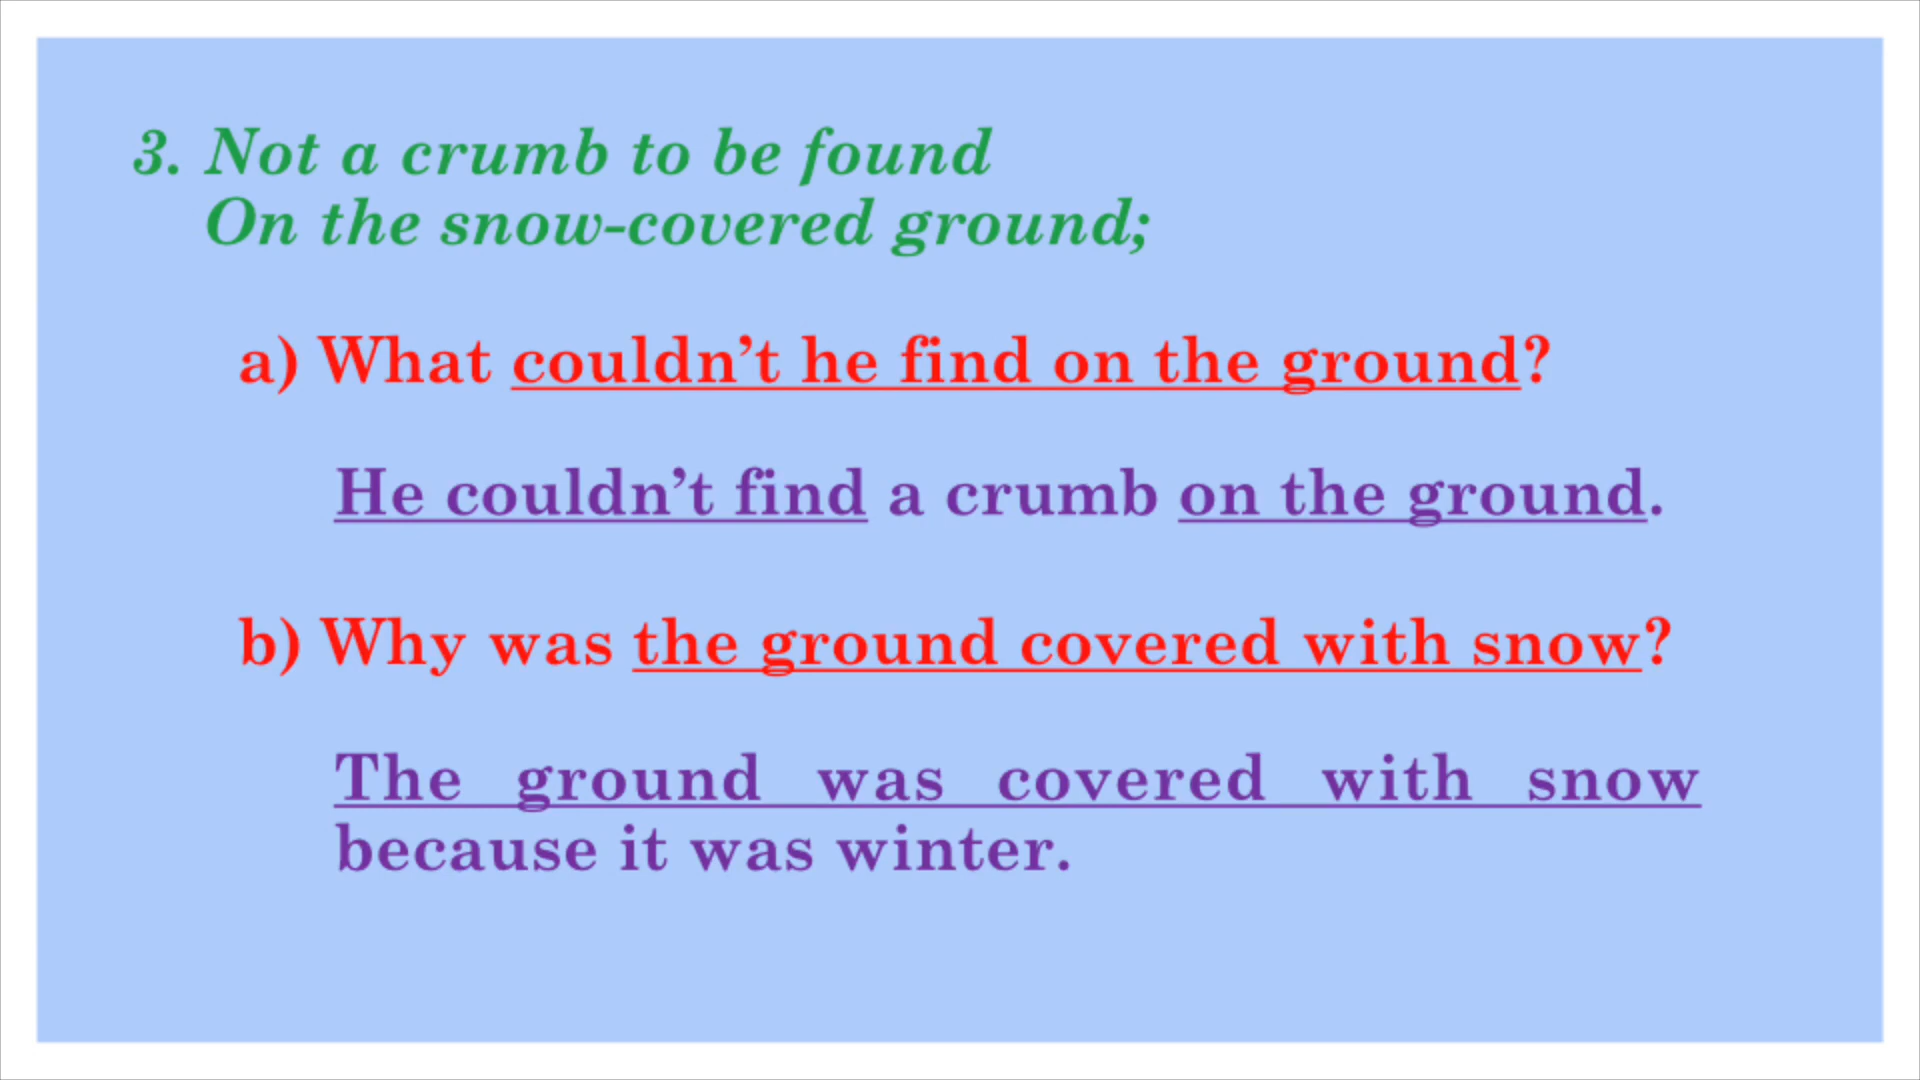 3. Not a crumb to be found
On the snow-covered ground;
a) What couldn’t he find on the ground?
He couldn’t find a crumb on the ground.
b) Why was the ground covered with snow?
The ground was covered with snow
because it was winter.